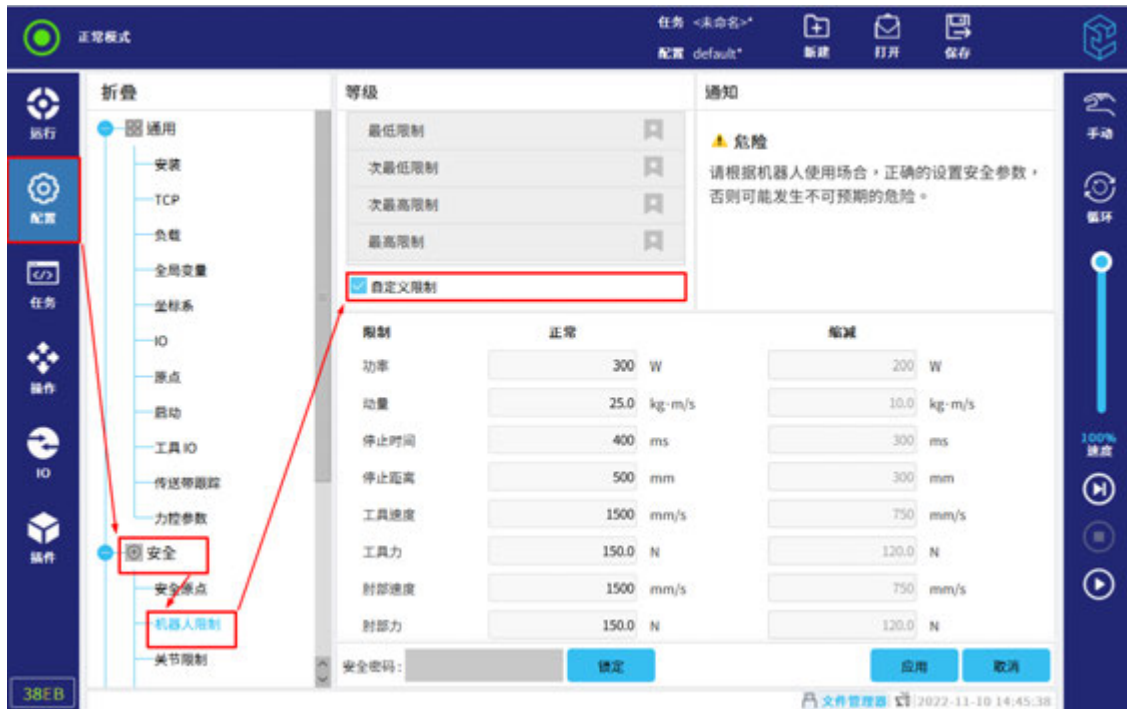 正常模式
任务 <未命名>*
配置 default*
新建
打开
保存
运行
配置
任务
操作
IO
插件
38EB
折叠
通用
安装
TCP
负载
全局变量
坐标系
IO
原点
启动
工具 IO
传送带跟踪
力控参数
安全
安全原点
机器人限制
关节限制
等级
最低限制
次最低限制
次最高限制
最高限制
自定义限制
通知
危险
请根据机器人使用场合，正确的设置安全参数，
否则可能发生不可预期的危险。
限制 正常 缩减
功率 300 W 200 W
动量 25.0 kg·m/s 10.0 kg·m/s
停止时间 400 ms 300 ms
停止距离 500 mm 300 mm
工具速度 1500 mm/s 750 mm/s
工具力 150.0 N 120.0 N
肘部速度 1500 mm/s 750 mm/s
肘部力 150.0 N 120.0 N
安全密码: 锁定 应用 取消
手动
循环
100%
速度
文件管理器 2022-11-10 14:45:38